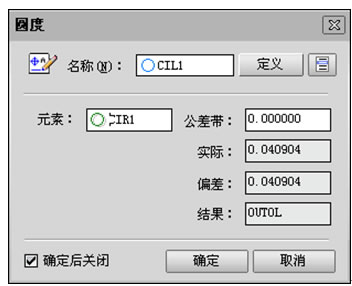 圆度
名称(N)： CIL1 定义
元素： CIR1 公差带： 0.000000
实际： 0.040904
偏差： 0.040904
结果： OUTOL
确定后关闭 确定 取消